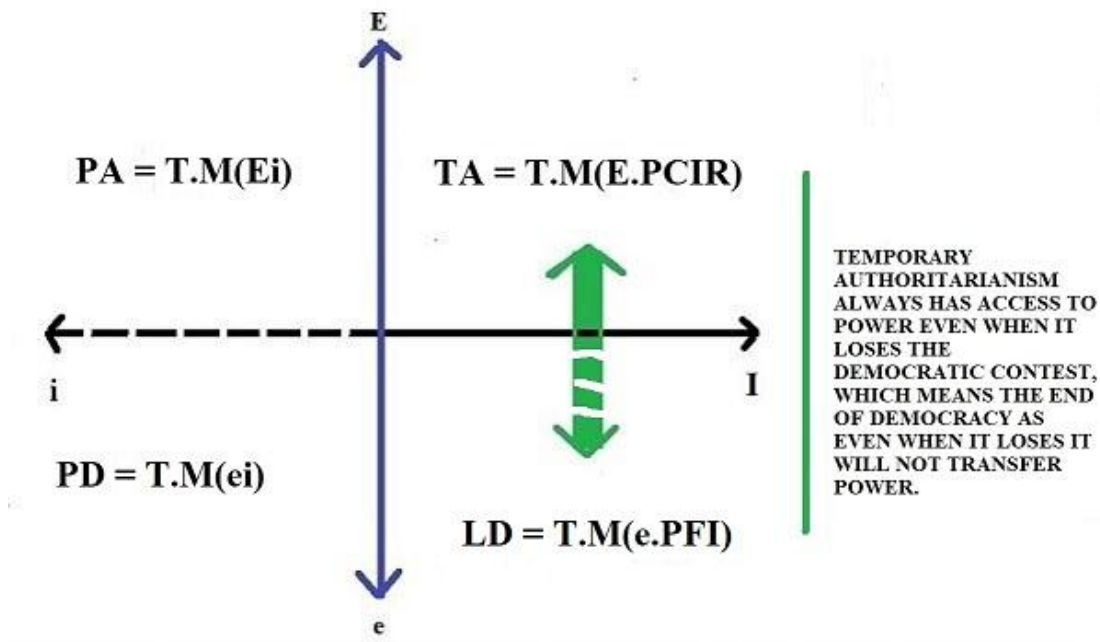 E
PA = T.M(Ei)
TA = T.M(E.PCIR)
TEMPORARY
AUTHORITARIANISM
ALWAYS HAS ACCESS TO
POWER EVEN WHEN IT
LOSES THE
DEMOCRATIC CONTEST,
WHICH MEANS THE END
OF DEMOCRACY AS
EVEN WHEN IT LOSES IT
WILL NOT TRANSFER
POWER.
i
I
PD = T.M(ei)
LD = T.M(e.PFI)
e